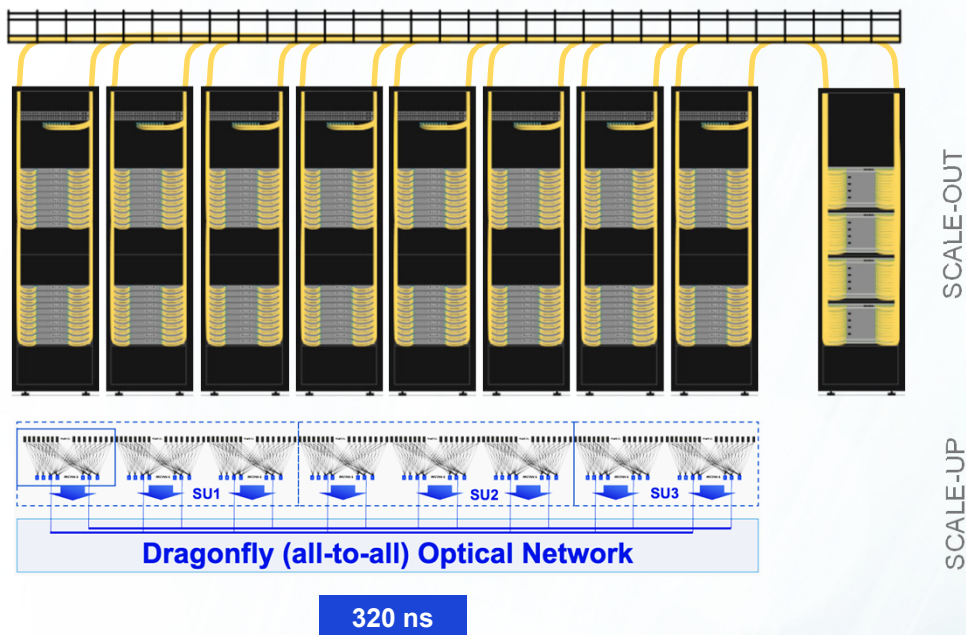 SCALE-OUT
SU1
SU2
SU3
SCALE-UP
Dragonfly (all-to-all) Optical Network
320 ns